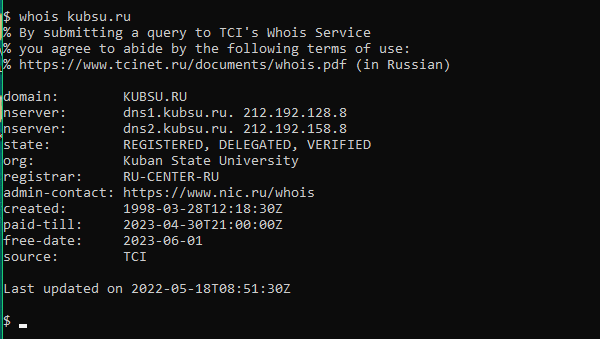 $ whois kubsu.ru
% By submitting a query to TCI's Whois Service
% you agree to abide by the following terms of use:
% https://www.tcinet.ru/documents/whois.pdf (in Russian)

domain:        KUBSU.RU
nserver:       dns1.kubsu.ru. 212.192.128.8
nserver:       dns2.kubsu.ru. 212.192.158.8
state:         REGISTERED, DELEGATED, VERIFIED
org:           Kuban State University
registrar:     RU-CENTER-RU
admin-contact: https://www.nic.ru/whois
created:       1998-03-28T12:18:30Z
paid-till:     2023-04-30T21:00:00Z
free-date:     2023-06-01
source:        TCI

Last updated on 2022-05-18T08:51:30Z

$